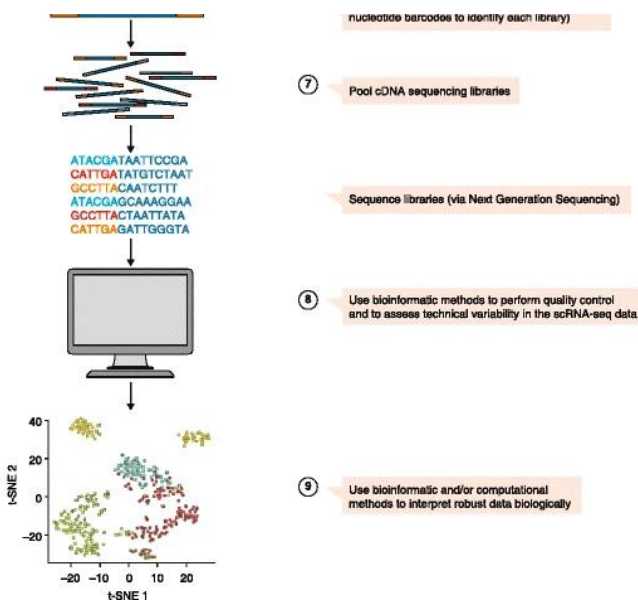 nucleotide barcodes to identify each library)
7
Pool cDNA sequencing libraries
ATACGATAATTCCGA
CATTGATATGTCTAAT
GCCTTACAATCTTT
ATACGAGCAAAGGAA
GCCTTACTAATTATA
CATTGAGATTGGGTA
Sequence libraries (via Next Generation Sequencing)
8
Use bioinformatic methods to perform quality control
and to assess technical variability in the scRNA-seq data
40
20
0
−20
t-SNE 2
−20 −10 0 10 20
t-SNE 1
9
Use bioinformatic and/or computational
methods to interpret robust data biologically